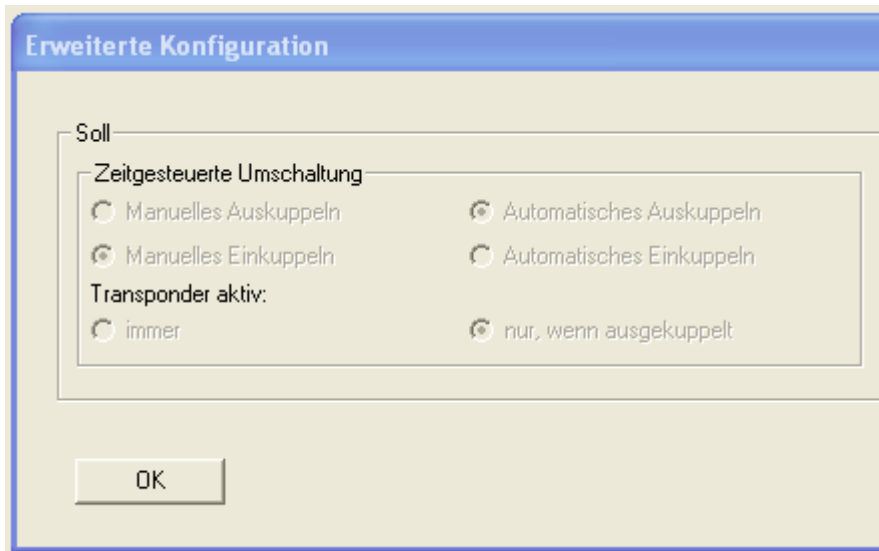 Erweiterte Konfiguration
Soll
Zeitgesteuerte Umschaltung
Manuelles Auskuppeln Automatisches Auskuppeln
Manuelles Einkuppeln Automatisches Einkuppeln
Transponder aktiv:
immer nur, wenn ausgekuppelt
OK